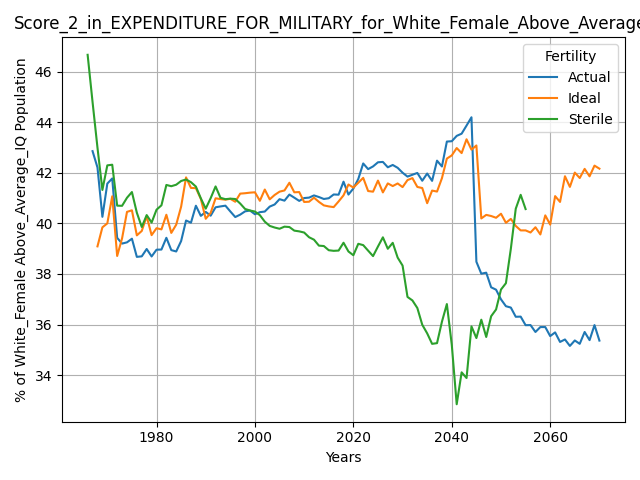 Score_2_in_EXPENDITURE_FOR_MILITARY_for_White_Female_Above_Average
Fertility
Actual
Ideal
Sterile
% of White_Female Above_Average_IQ Population
46
44
42
40
38
36
34
1980
2000
2020
2040
2060
Years